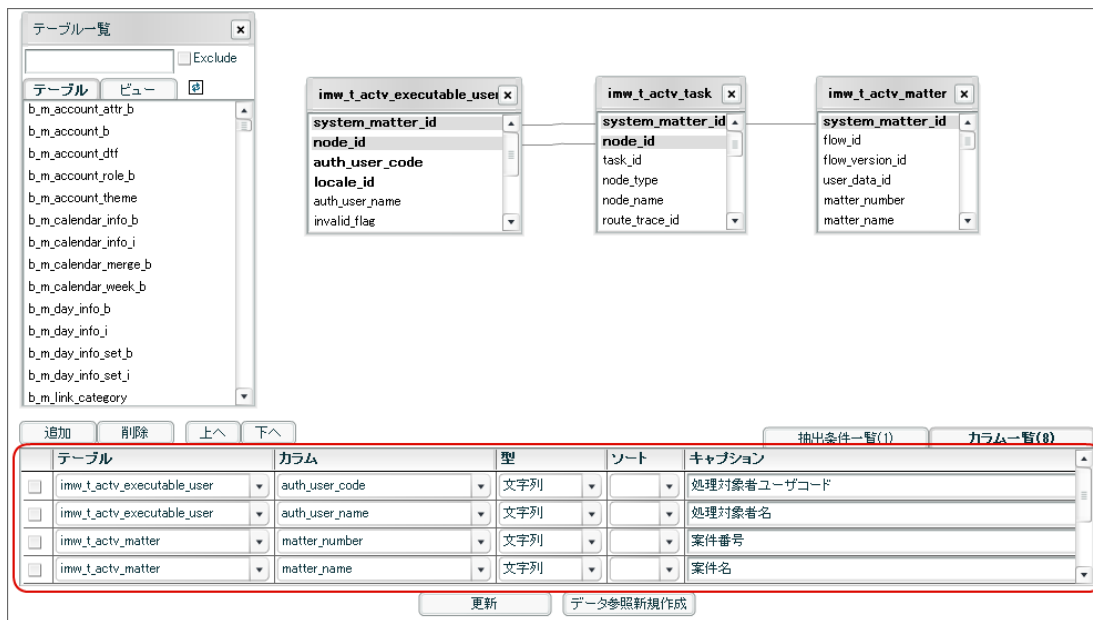 テーブル一覧
Exclude
テーブル ビュー
b_m_account_attr_b
b_m_account_b
b_m_account_dtf
b_m_account_role_b
b_m_account_theme
b_m_calendar_info_b
b_m_calendar_info_i
b_m_calendar_merge_b
b_m_calendar_week_b
b_m_day_info_b
b_m_day_info_i
b_m_day_info_set_b
b_m_day_info_set_i
b_m_link_category
imw_t_actv_executable_user
system_matter_id
node_id
auth_user_code
locale_id
auth_user_name
invalid_flag
imw_t_actv_task
system_matter_id
node_id
task_id
node_type
node_name
route_trace_id
imw_t_actv_matter
system_matter_id
flow_id
flow_version_id
user_data_id
matter_number
matter_name
追加 削除 上へ 下へ
抽出条件一覧(1) カラム一覧(8)
テーブル カラム 型 ソート キャプション
imw_t_actv_executable_user auth_user_code 文字列 処理対象者ユーザコード
imw_t_actv_executable_user auth_user_name 文字列 処理対象者名
imw_t_actv_matter matter_number 文字列 案件番号
imw_t_actv_matter matter_name 文字列 案件名
更新 データ参照新規作成